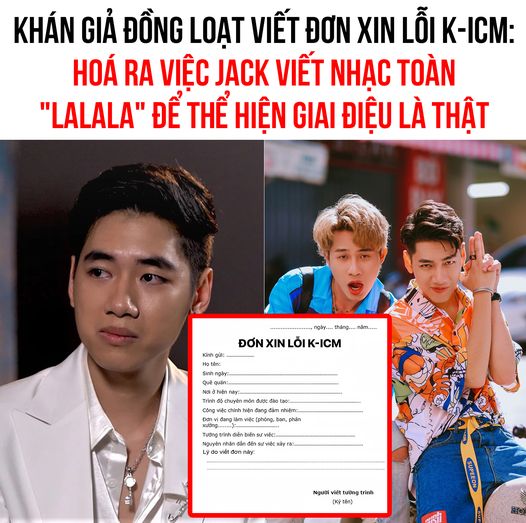 KHÁN GIẢ ĐỒNG LOẠT VIẾT ĐƠN XIN LỖI K-ICM:
HOÁ RA VIỆC JACK VIẾT NHẠC TOÀN
"LALALA" ĐỂ THỂ HIỆN GIAI ĐIỆU LÀ THẬT
........................, ngày..... tháng.... năm......
ĐƠN XIN LỖI K-ICM
Kính gửi: ................
Họ tên:
Sinh ngày:................................................
Quê quán:................................................
Nơi ở hiện nay:................................................
Trình độ chuyên môn được đào tạo:............................
Công việc chính hiện đang đảm nhiệm:.........................
Đơn vị đang làm việc (phòng, ban, phân
xưởng.........):................................
Tường trình diễn biến sự việc:................................
Nguyên nhân dẫn đến sự việc xảy ra:.........................
Lý do viết đơn này:
Người viết tường trình
(Ký tên)
SUPREON